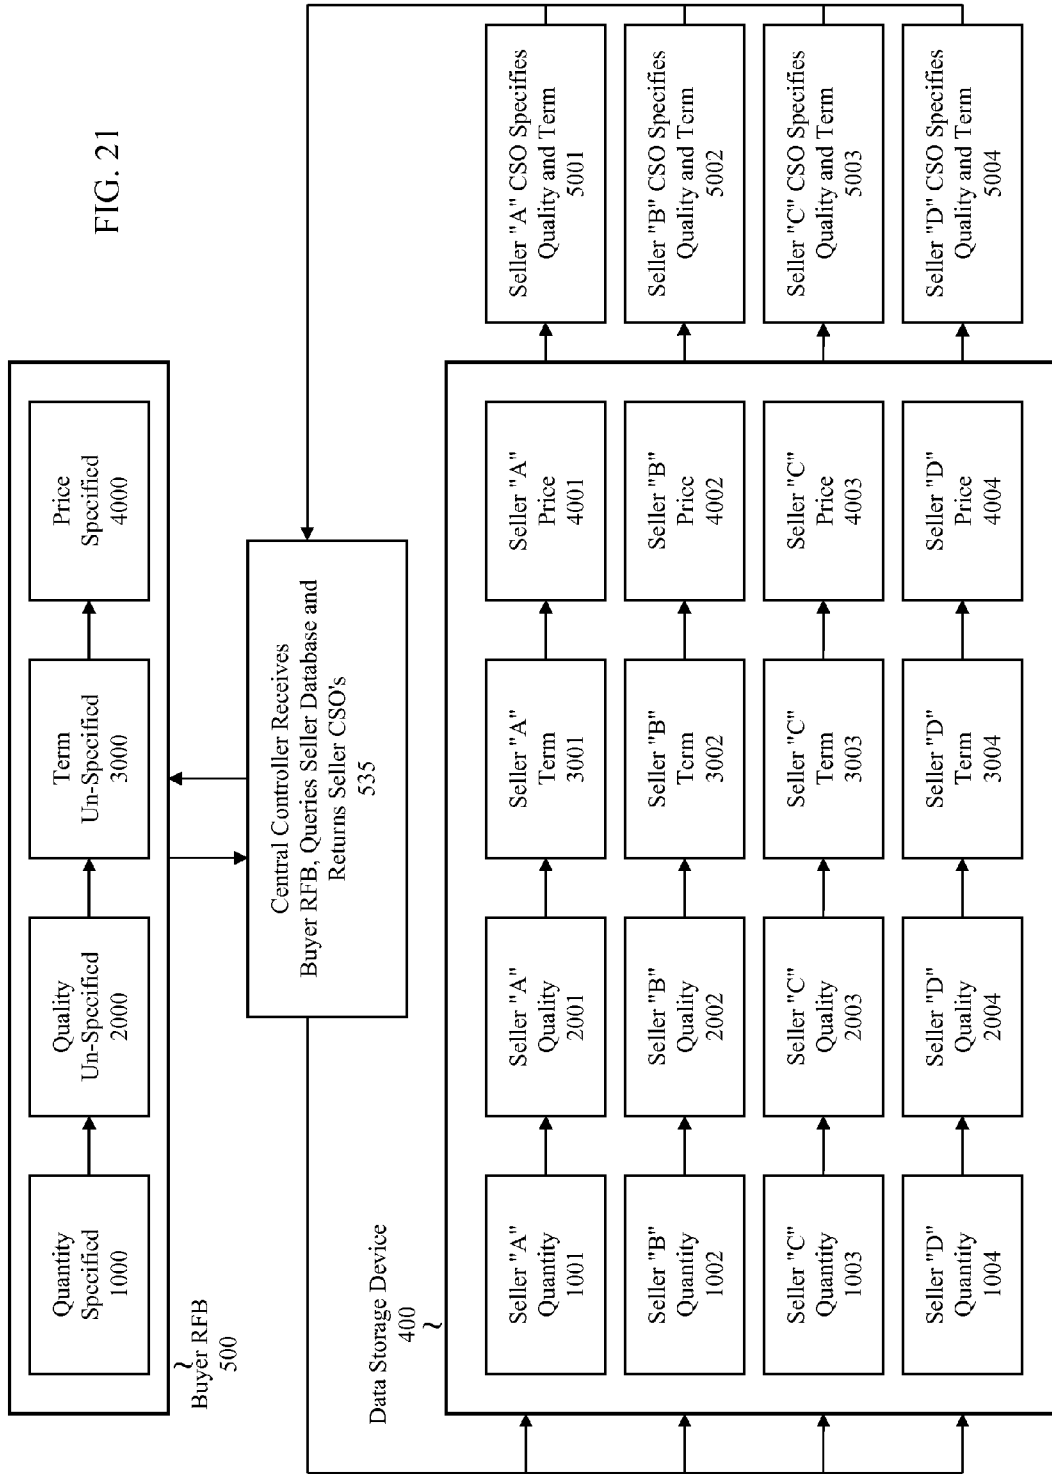 FIG. 21
Quantity
Specified
1000
Quality
Un-Specified
2000
Term
Un-Specified
3000
Price
Specified
4000
Buyer RFB
500
Central Controller Receives
Buyer RFB, Queries Seller Database and
Returns Seller CSO's
535
Data Storage Device
400
Seller "A"
Quantity
1001
Seller "A"
Quality
2001
Seller "A"
Term
3001
Seller "A"
Price
4001
Seller "A" CSO Specifies
Quality and Term
5001
Seller "B"
Quantity
1002
Seller "B"
Quality
2002
Seller "B"
Term
3002
Seller "B"
Price
4002
Seller "B" CSO Specifies
Quality and Term
5002
Seller "C"
Quantity
1003
Seller "C"
Quality
2003
Seller "C"
Term
3003
Seller "C"
Price
4003
Seller "C" CSO Specifies
Quality and Term
5003
Seller "D"
Quantity
1004
Seller "D"
Quality
2004
Seller "D"
Term
3004
Seller "D"
Price
4004
Seller "D" CSO Specifies
Quality and Term
5004